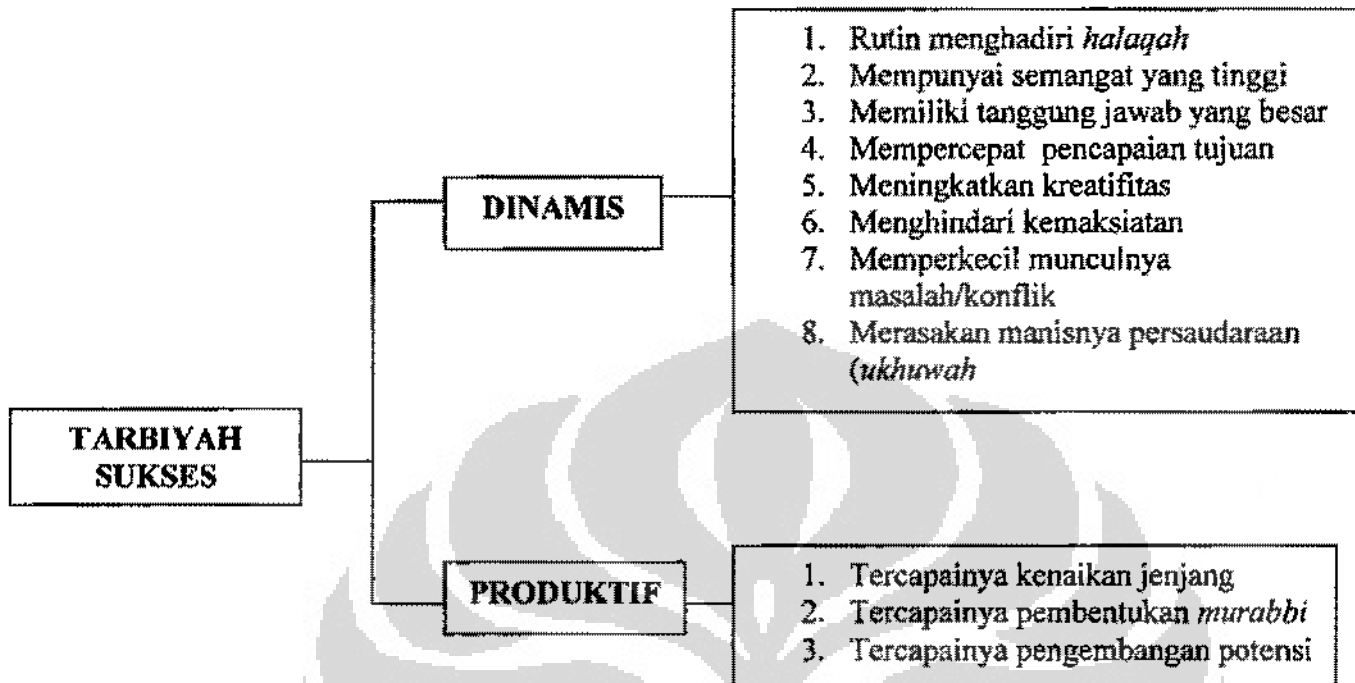 1. Rutin menghadiri halaqah
2. Mempunyai semangat yang tinggi
3. Memiliki tanggung jawab yang besar
4. Mempercepat pencapaian tujuan
5. Meningkatkan kreatifitas
6. Menghindari kemaksiatan
7. Memperkecil munculnya
masalah/konflik
8. Merasakan manisnya persaudaraan
(ukhuwah
DINAMIS
TARBIYAH
SUKSES
PRODUKTIF
1. Tercapainya kenaikan jenjang
2. Tercapainya pembentukan murabbi
3. Tercapainya pengembangan potensi